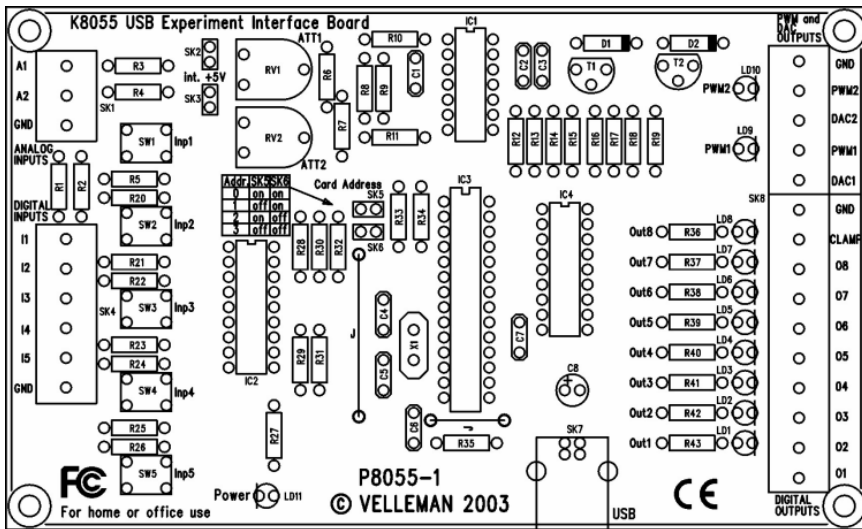 K8055 USB Experiment Interface Board
A1
A2
GND
SK1
ANALOG
INPUTS
R3
R4
SK2
int. +5V
SK3
ATT1
RV1
RV2
ATT2
R6
R7
R10
R8
R9
C1
R11
IC1
C2
C3
D1
D2
T1
T2
R12
R13
R14
R15
R16
R17
R18
R19
PWM and
DAC
OUTPUTS
LD10
PWM2
LD9
PWM1
GND
PWM2
DAC2
PWM1
DAC1
SW1
Inp1
R1
R2
R5
R20
SW2
Inp2
DIGITAL
INPUTS
I1
I2
I3
I4
I5
GND
SK4
R21
R22
SW3
Inp3
R23
R24
SW4
Inp4
R25
R26
SW5
Inp5
Addr. SK5 SK6
0 on on
1 off on
2 on off
3 off off
Card Address
SK5
SK6
R33
R34
R28
R30
R32
IC2
R29
R31
R27
J
C4
C5
X1
C6
IC3
J
R35
IC4
C7
C8
SK7
USB
SK8
Out8 R36 LD8
Out7 R37 LD7
Out6 R38 LD6
Out5 R39 LD5
Out4 R40 LD4
Out3 R41 LD3
Out2 R42 LD2
Out1 R43 LD1
GND
CLAMP
O8
O7
O6
O5
O4
O3
O2
O1
DIGITAL
OUTPUTS
FC
For home or office use
Power LD11
P8055-1
© VELLEMAN 2003
CE